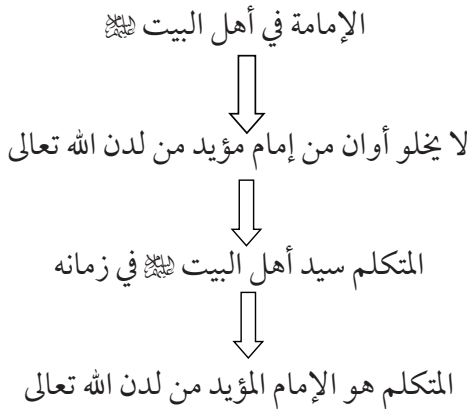 الإمامة في أهل البيت عليهم السلام
لا يخلو أوان من إمام مؤيد من لدن الله تعالى
المتكلم سيد أهل البيت عليهم السلام في زمانه
المتكلم هو الإمام المؤيد من لدن الله تعالى